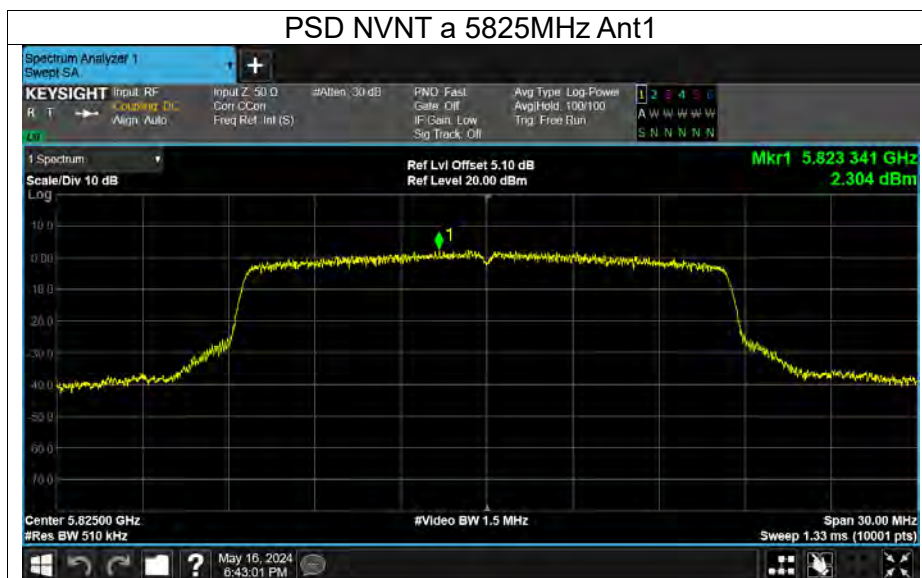 PSD NVNT a 5825MHz Ant1
Spectrum Analyzer 1
Swept SA
+
KEYSIGHT Input: RF Input Z: 50 Ω #Atten: 30 dB PNO: Fast Avg Type: Log-Power 1 2 3 4 5 6
R T Coupling: DC Corr CCorr Gate: Off Avg|Hold: 100/100 A W W W W W
Align: Auto Freq Ref: Int (S) IF Gain: Low Trig: Free Run
Sig Track: Off S N N N N N
1 Spectrum Ref Lvl Offset 5.10 dB Mkr1 5.823 341 GHz
Scale/Div 10 dB Ref Level 20.00 dBm 2.304 dBm
Log
10.0
1
0.00
-10.0
-20.0
-30.0
-40.0
-50.0
-60.0
-70.0
Center 5.82500 GHz #Video BW 1.5 MHz Span 30.00 MHz
#Res BW 510 kHz Sweep 1.33 ms (10001 pts)
? May 16, 2024
6:43:01 PM